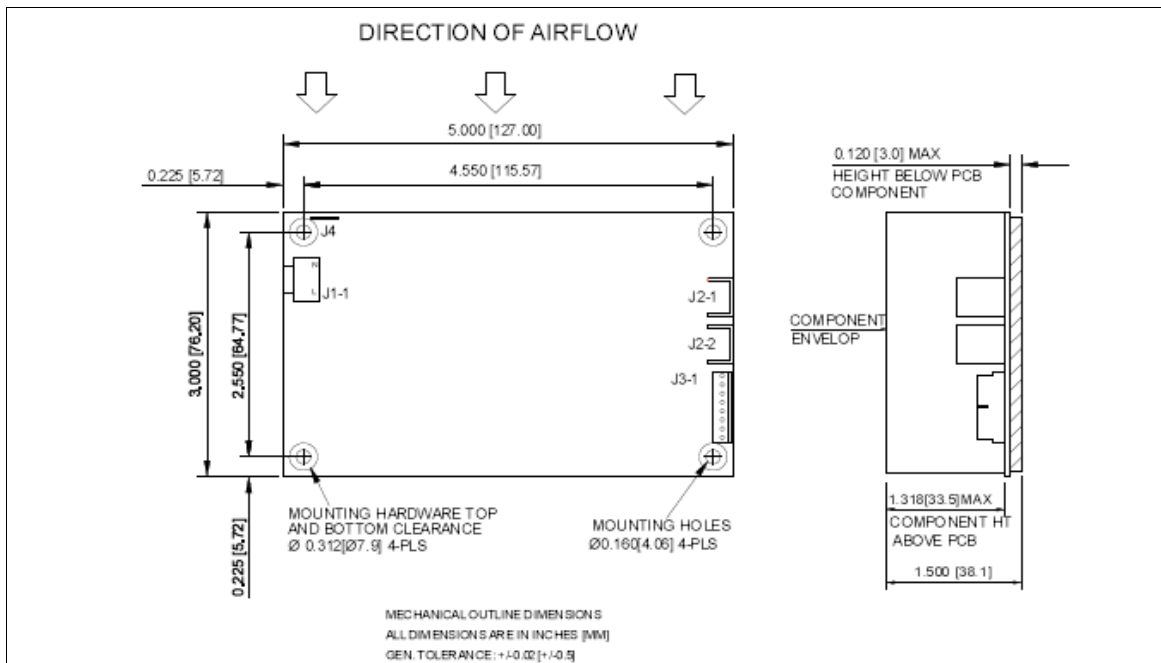 DIRECTION OF AIRFLOW
5.000 [127.00]
0.225 [5.72]
4.550 [115.57]
0.120 [3.0] MAX
HEIGHT BELOW PCB
COMPONENT
J4
N
L
J1-1
J2-1
J2-2
J3-1
3.000 [76.20]
2.550 [64.77]
COMPONENT
ENVELOP
0.225 [5.72]
MOUNTING HARDWARE TOP
AND BOTTOM CLEARANCE
Ø 0.312[Ø7.9] 4-PLS
MOUNTING HOLES
Ø0.160[4.06] 4-PLS
1.318[33.5]MAX
COMPONENT HT
ABOVE PCB
1.500 [38.1]
MECHANICAL OUTLINE DIMENSIONS
ALL DIMENSIONS ARE IN INCHES [MM]
GEN. TOLERANCE: +/-0.02[+/-0.5]